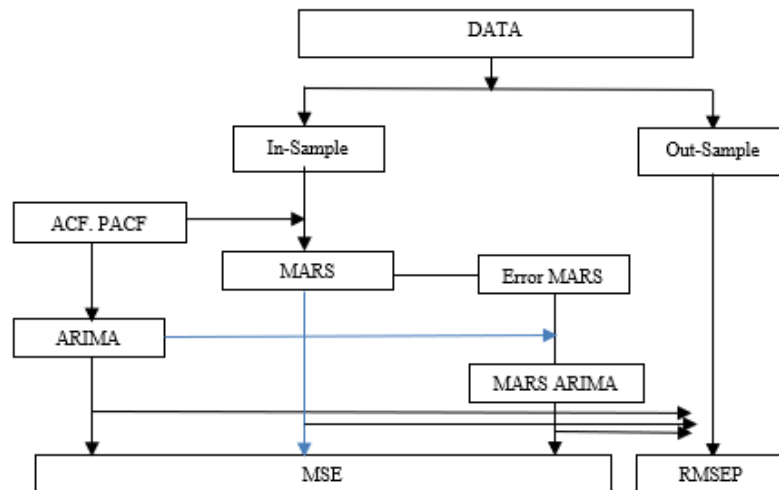 DATA
In-Sample
Out-Sample
ACF. PACF
MARS
Error MARS
ARIMA
MARS ARIMA
MSE
RMSEP